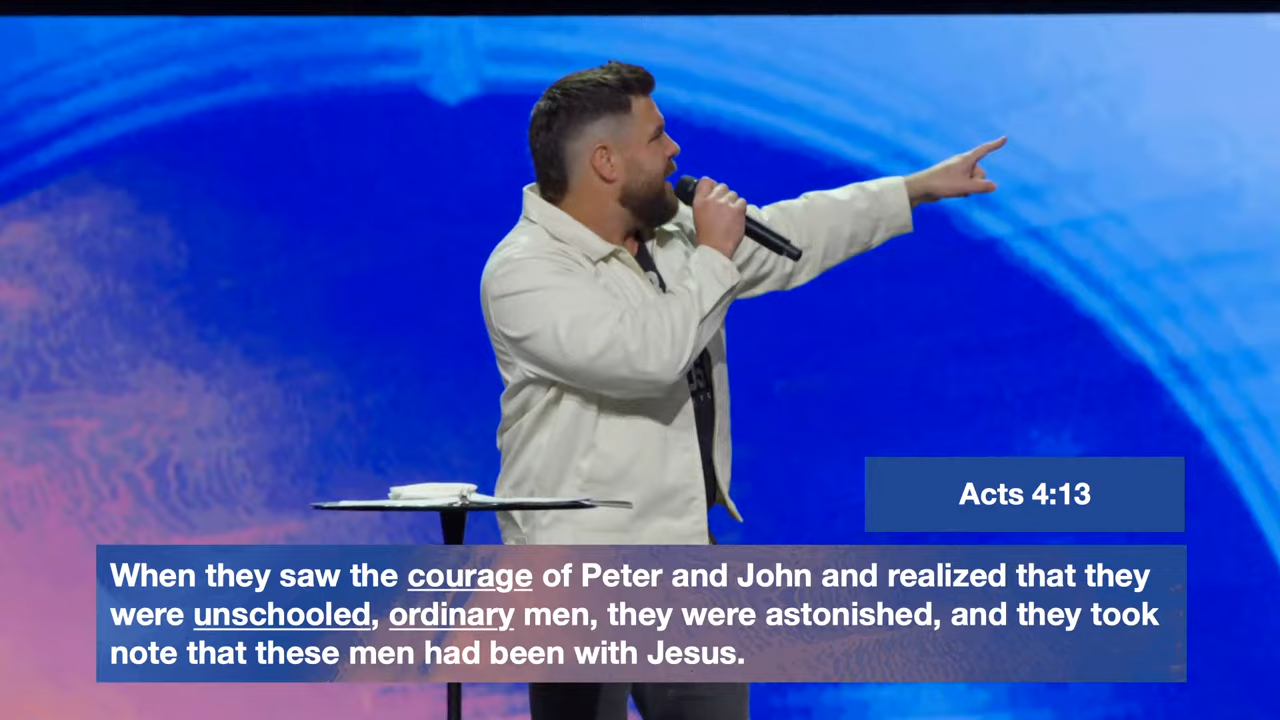 Acts 4:13
When they saw the courage of Peter and John and realized that they
were unschooled, ordinary men, they were astonished, and they took
note that these men had been with Jesus.